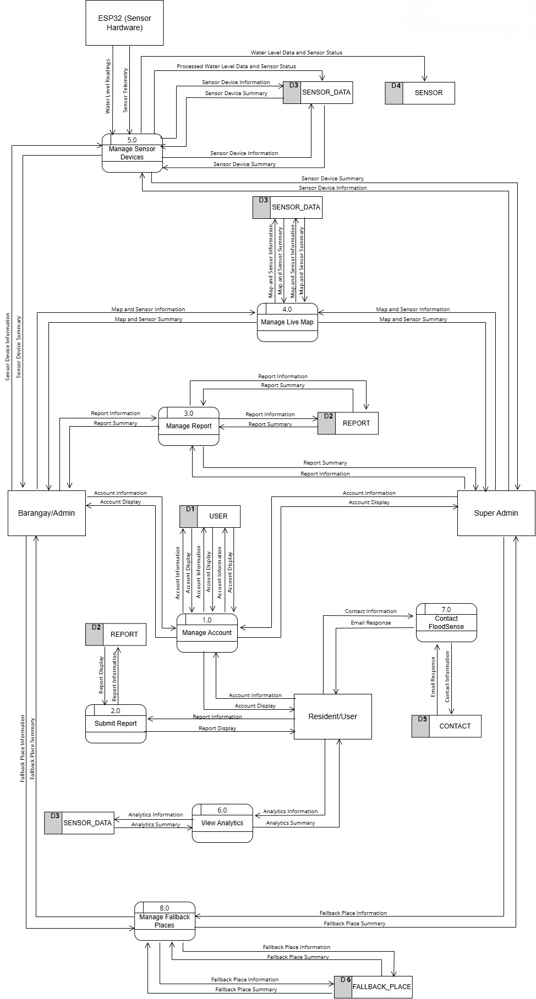 ESP32 (Sensor
Hardware)
Water Level Readings
Sensor Telemetry
Water Level Data and Sensor Status
Processed Water Level Data and Sensor Status
Sensor Device Information
Sensor Device Summary
D3
SENSOR_DATA
D4
SENSOR
5.0
Manage Sensor
Devices
Sensor Device Information
Sensor Device Summary
Sensor Device Summary
Sensor Device Information
D3
SENSOR_DATA
Map and Sensor Information
Map and Sensor Summary
Map and Sensor Information
Map and Sensor Summary
Sensor Device Information
Sensor Device Summary
Map and Sensor Information
Map and Sensor Summary
4.0
Manage Live Map
Map and Sensor Information
Map and Sensor Summary
Report Information
Report Summary
Report Information
Report Summary
3.0
Manage Report
Report Information
Report Summary
D2
REPORT
Report Summary
Report Information
Barangay/Admin
Account Information
Account Display
D1
USER
Account Information
Account Display
Super Admin
Account Information
Account Display
Account Information
Account Display
Account Information
Account Display
1.0
Manage Account
Contact Information
Email Response
7.0
Contact
FloodSense
D2
REPORT
Report Display
Report Information
Email Response
Contact Information
2.0
Submit Report
Account Information
Account Display
Report Information
Report Display
Resident/User
D5
CONTACT
Fallback Place Information
Fallback Place Summary
D3
SENSOR_DATA
Analytics Information
Analytics Summary
6.0
View Analytics
Analytics Information
Analytics Summary
8.0
Manage Fallback
Places
Fallback Place Information
Fallback Place Summary
Fallback Place Information
Fallback Place Summary
Fallback Place Information
Fallback Place Summary
D 6
FALLBACK_PLACE